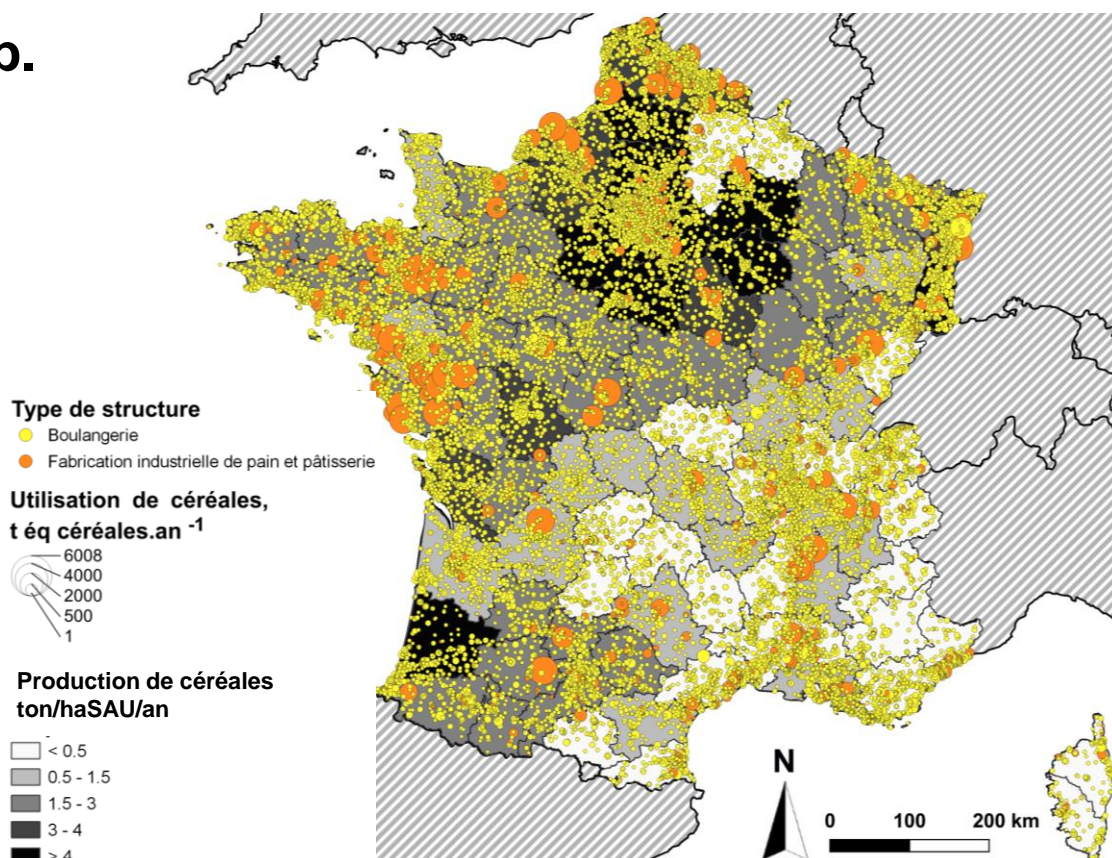 b.
Type de structure
Boulangerie
Fabrication industrielle de pain et pâtisserie
Utilisation de céréales,
t éq céréales.an -1
6008
4000
2000
500
1
Production de céréales
ton/haSAU/an
< 0.5
0.5 - 1.5
1.5 - 3
3 - 4
> 4
N
0 100 200 km